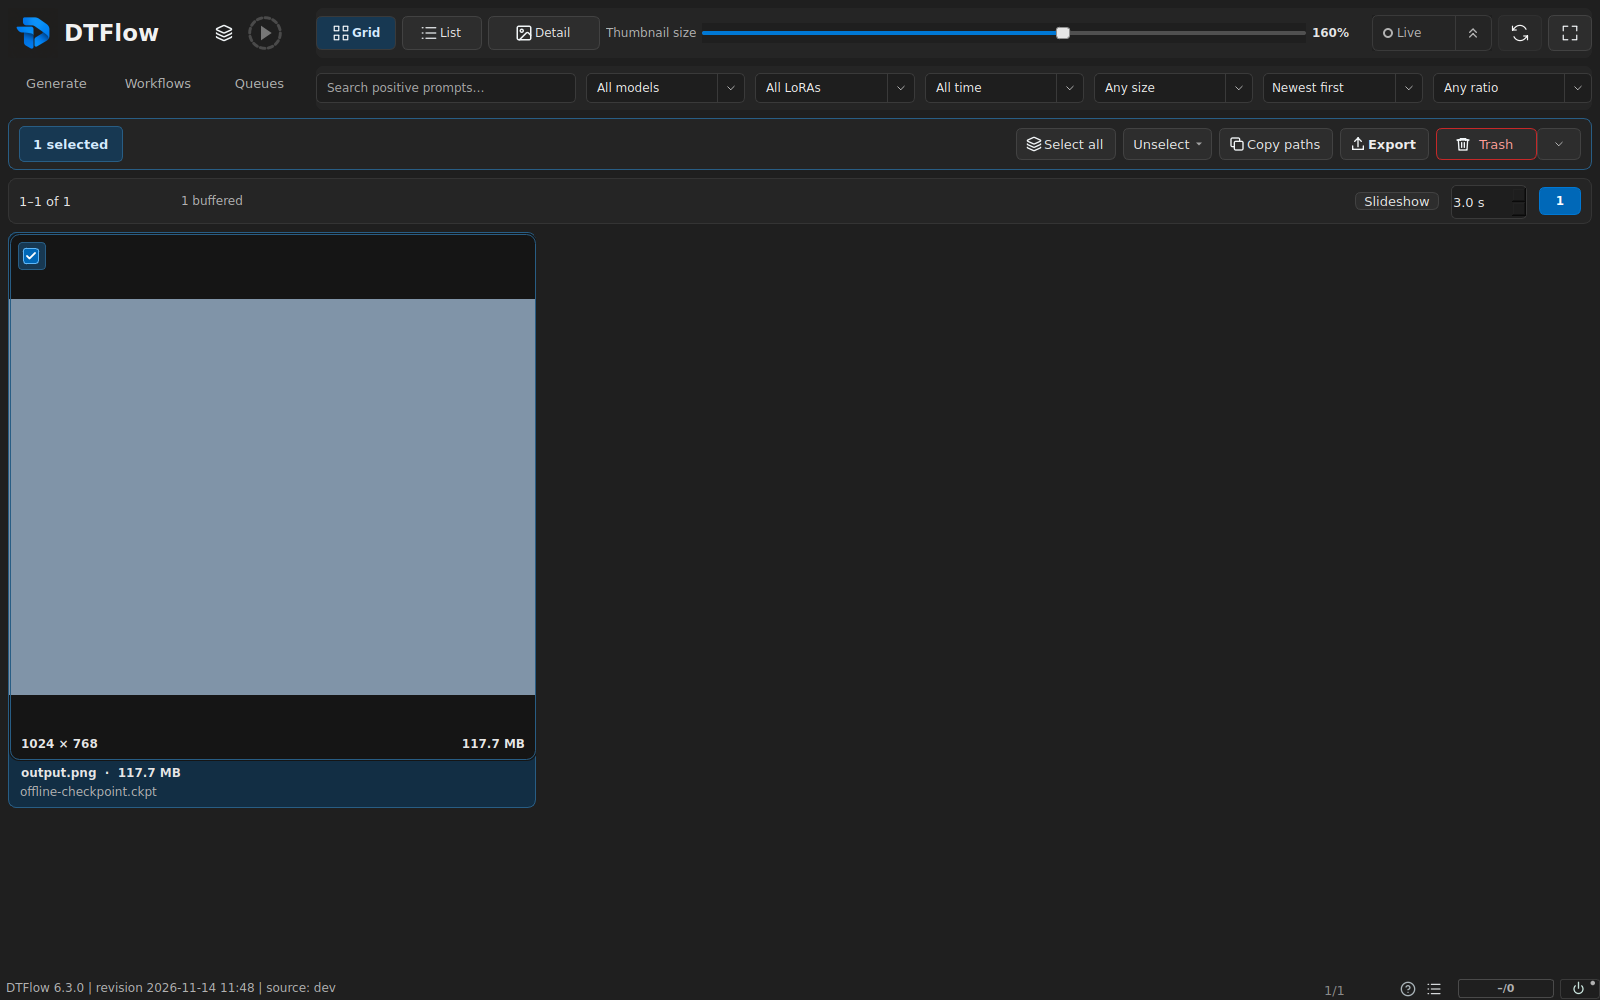 DTFlow
Grid
List
Detail
Thumbnail size
160%
Live
Generate
Workflows
Queues
Search positive prompts...
All models
All LoRAs
All time
Any size
Newest first
Any ratio
1 selected
Select all
Unselect
Copy paths
Export
Trash
1–1 of 1
1 buffered
Slideshow
3.0 s
1
1024 × 768
117.7 MB
output.png · 117.7 MB
offline-checkpoint.ckpt
DTFlow 6.3.0 | revision 2026-11-14 11:48 | source: dev
1/1
–/0